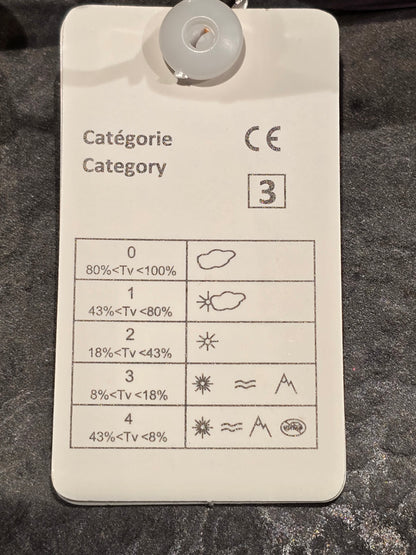 Catégorie
Category
CE
3
0
80%<Tv <100%
1
43%<Tv <80%
2
18%<Tv <43%
3
8%<Tv <18%
4
43%<Tv <8%